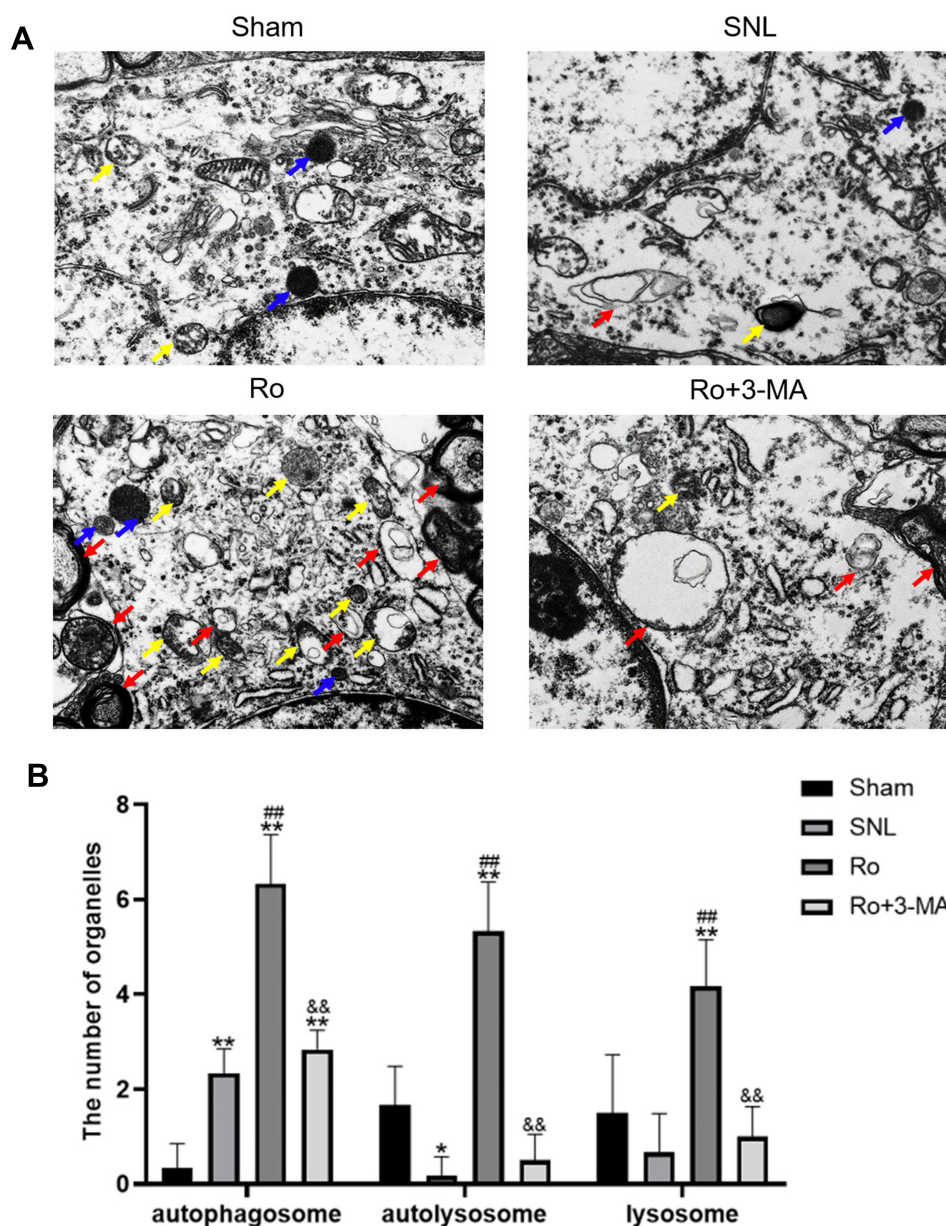 A
Sham
SNL
Ro
Ro+3-MA
B
The number of organelles
8
6
4
2
0
**
##
**
&&
**
*
##
**
&&
##
**
&&
autophagosome
autolysosome
lysosome
Sham
SNL
Ro
Ro+3-MA